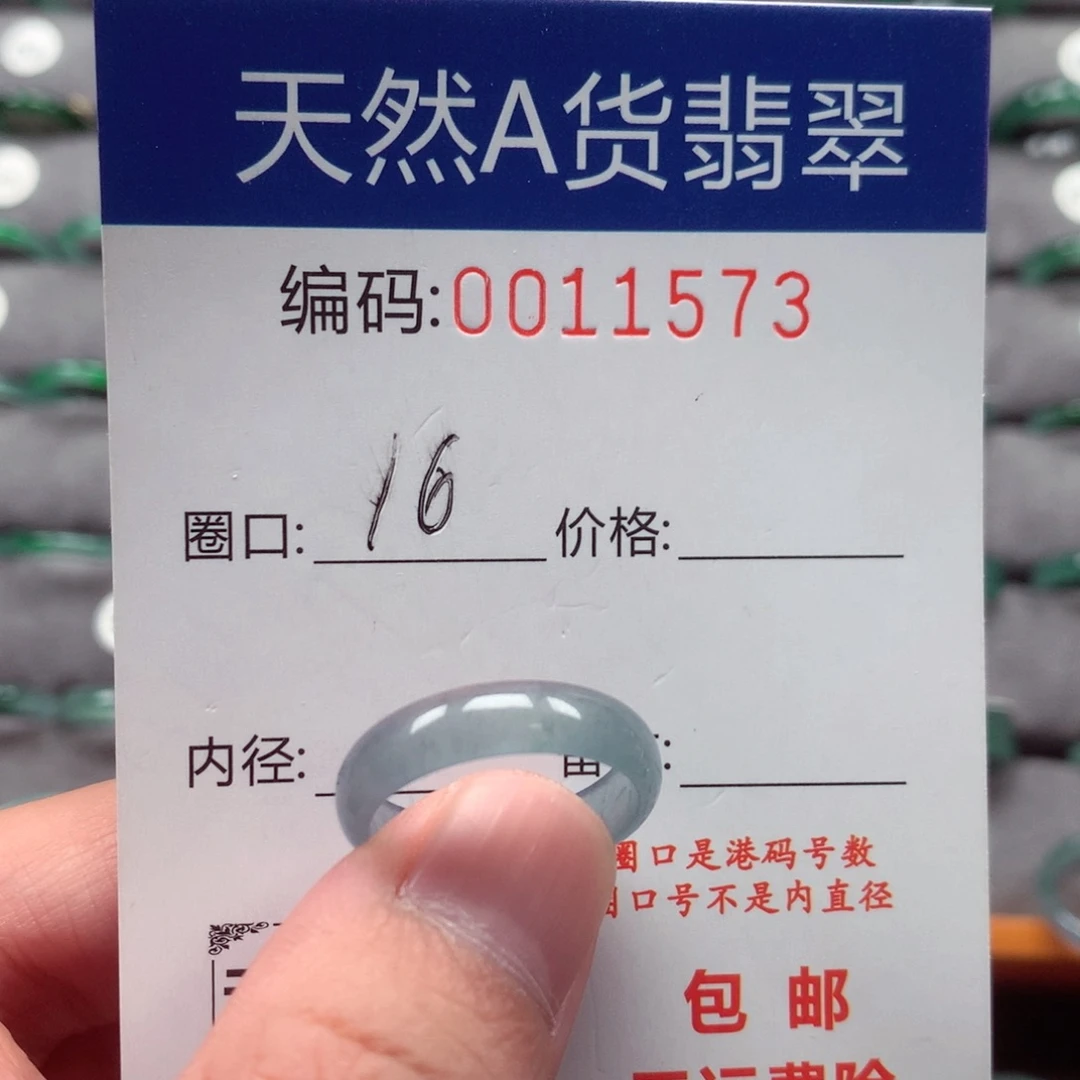 天然A货翡翠
编码:0011573
圈口: 16 价格:
内径: 留 :
圈口是港码号数
口号不是内直径
包邮